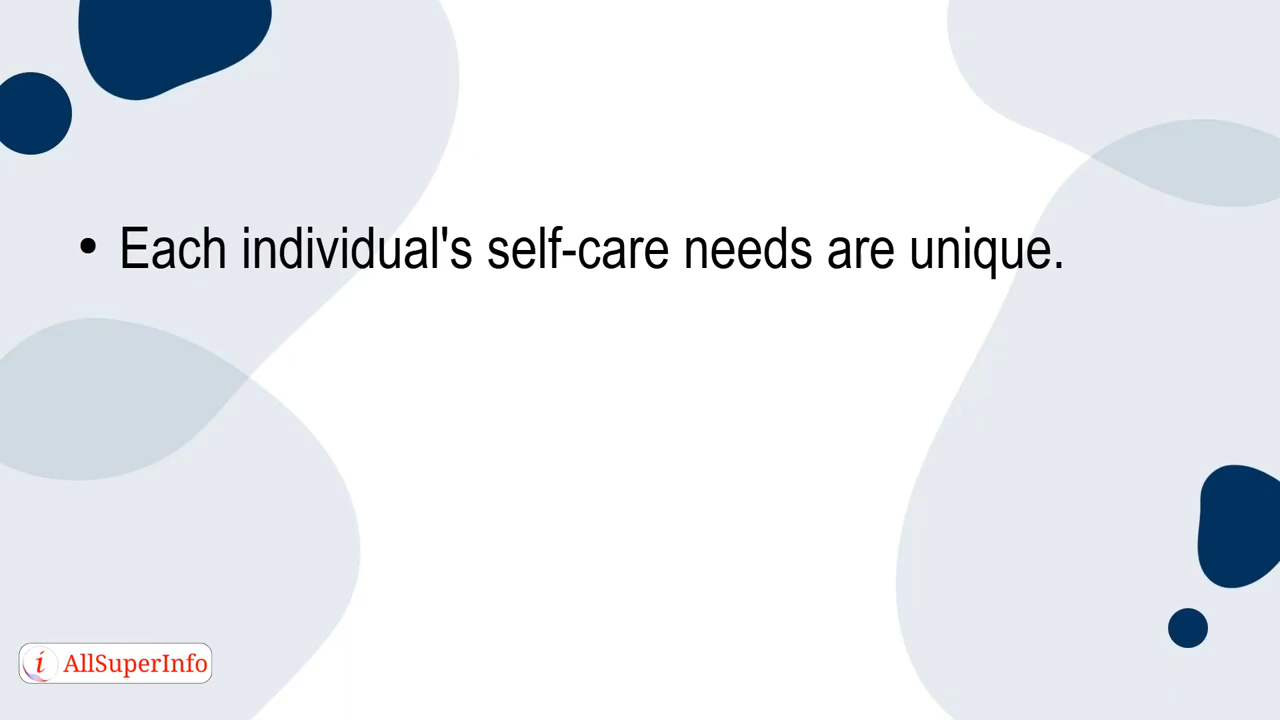 • Each individual's self-care needs are unique.
i AllSuperInfo